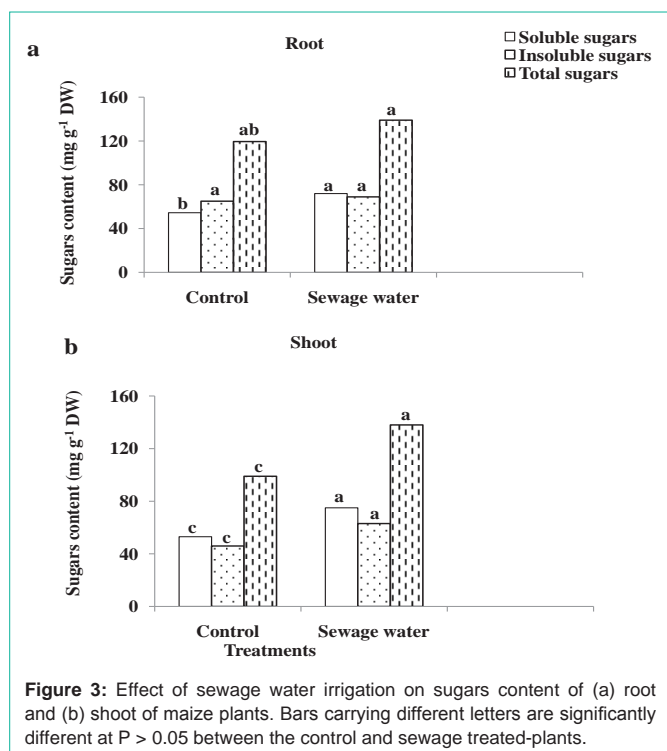 a
Root
Soluble sugars
Insoluble sugars
Total sugars
Sugars content (mg g-1 DW)
160
120
80
40
0
b
a
ab
a
a
a
Control
Sewage water
b
Shoot
Sugars content (mg g-1 DW)
160
120
80
40
0
c
c
c
a
a
a
Control
Sewage water
Treatments
Figure 3: Effect of sewage water irrigation on sugars content of (a) root
and (b) shoot of maize plants. Bars carrying different letters are significantly
different at P > 0.05 between the control and sewage treated-plants.